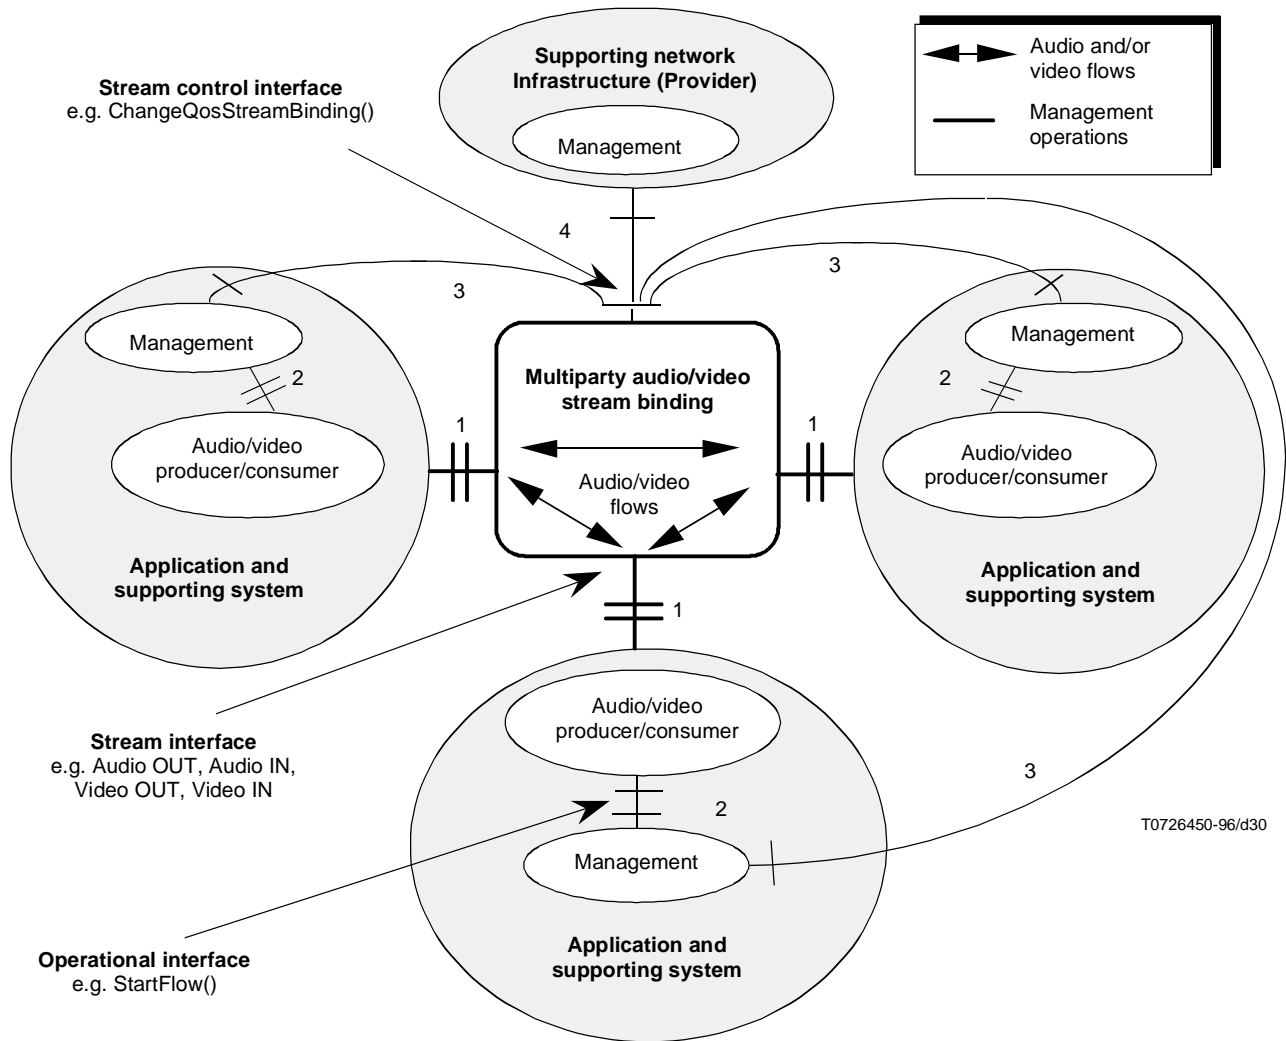 Supporting network
Infrastructure (Provider)
Management
Stream control interface
e.g. ChangeQosStreamBinding()
Audio and/or
video flows
Management
operations
4
3
3
Management
2
Audio/video
producer/consumer
Application and
supporting system
1
Multiparty audio/video
stream binding
Audio/video
flows
1
Management
2
Audio/video
producer/consumer
Application and
supporting system
1
Stream interface
e.g. Audio OUT, Audio IN,
Video OUT, Video IN
Audio/video
producer/consumer
2
Management
3
T0726450-96/d30
Application and
supporting system
Operational interface
e.g. StartFlow()